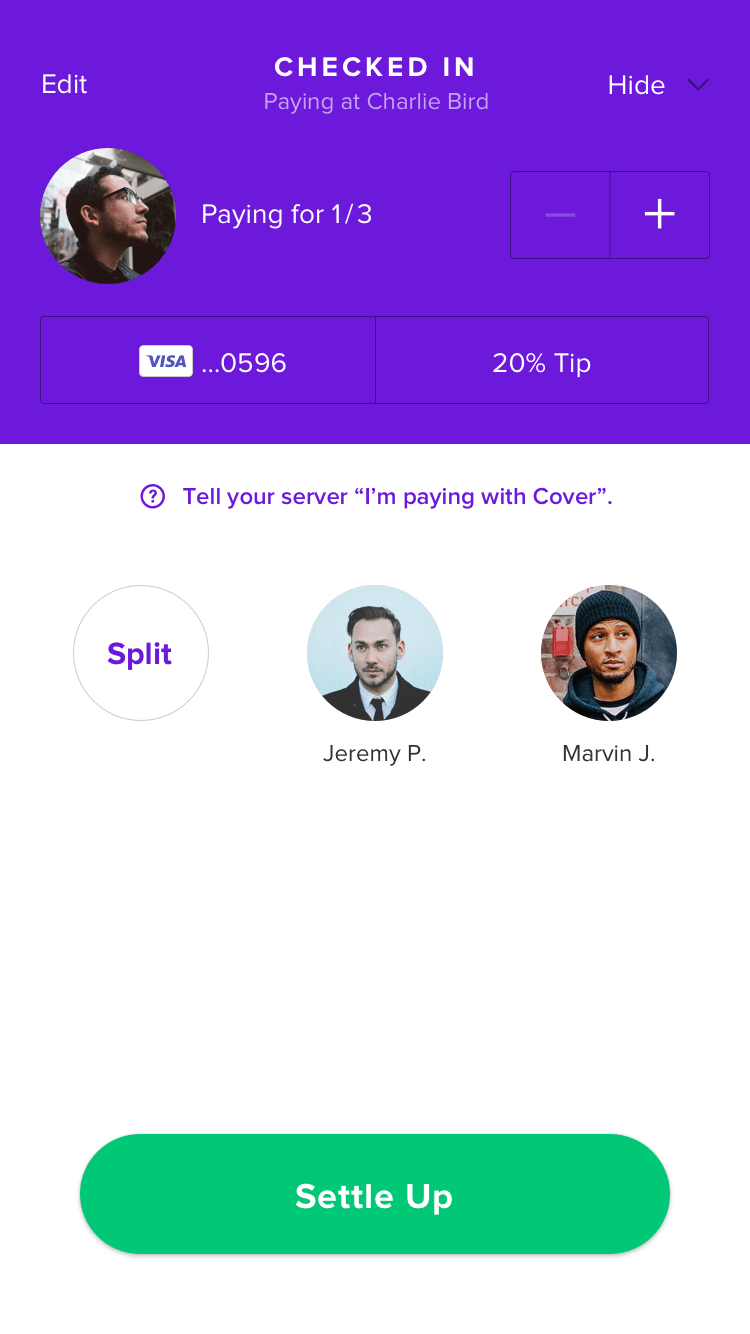 CHECKED IN
Edit
Hide
Paying at Charlie Bird
Paying for 1/3
VISA ...0596
20% Tip
Tell your server “I’m paying with Cover”.
Split
Jeremy P.
Marvin J.
Settle Up